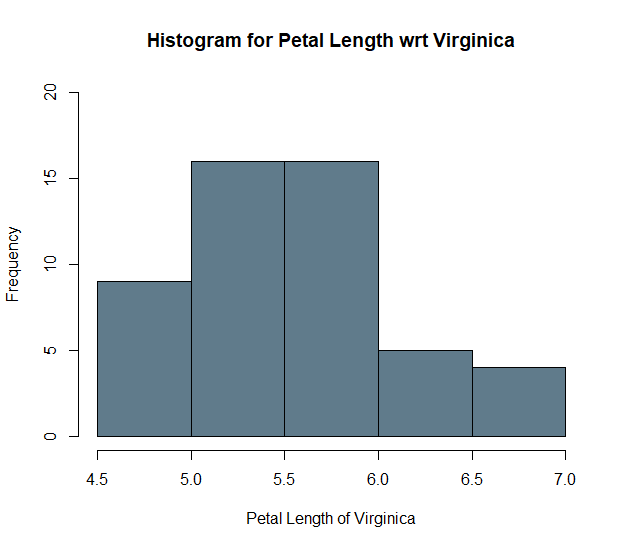 Histogram for Petal Length wrt Virginica
Frequency
20
15
10
5
0
4.5 5.0 5.5 6.0 6.5 7.0
Petal Length of Virginica